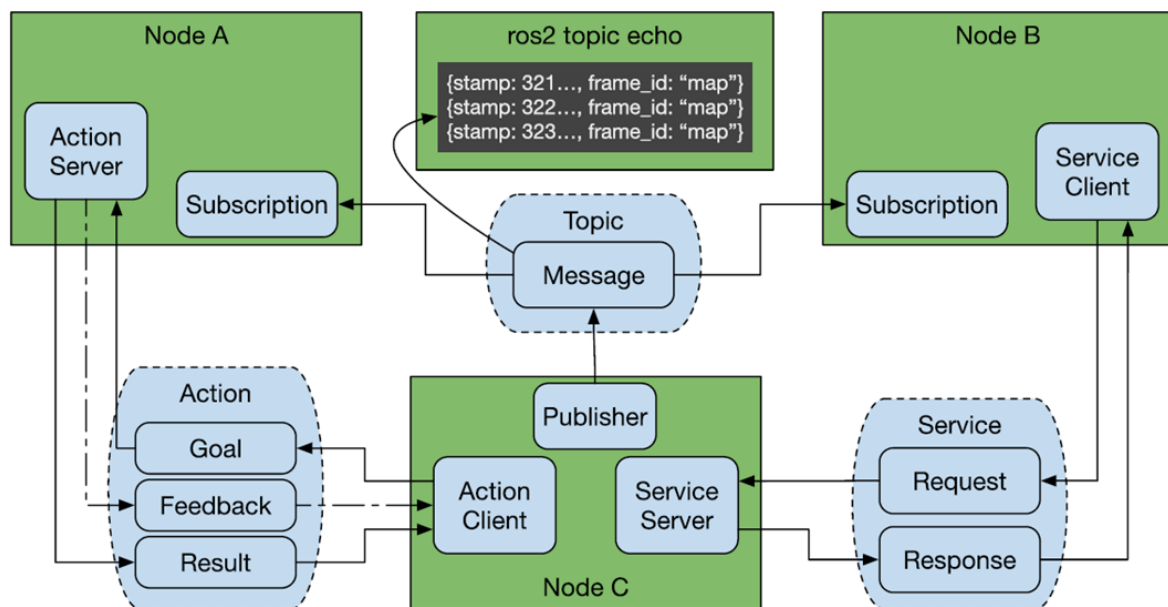 Node A
Action
Server
Subscription
ros2 topic echo
{stamp: 321..., frame_id: “map”}
{stamp: 322..., frame_id: “map”}
{stamp: 323..., frame_id: “map”}
Node B
Service
Client
Subscription
Topic
Message
Action
Goal
Feedback
Result
Publisher
Action
Client
Service
Server
Node C
Service
Request
Response